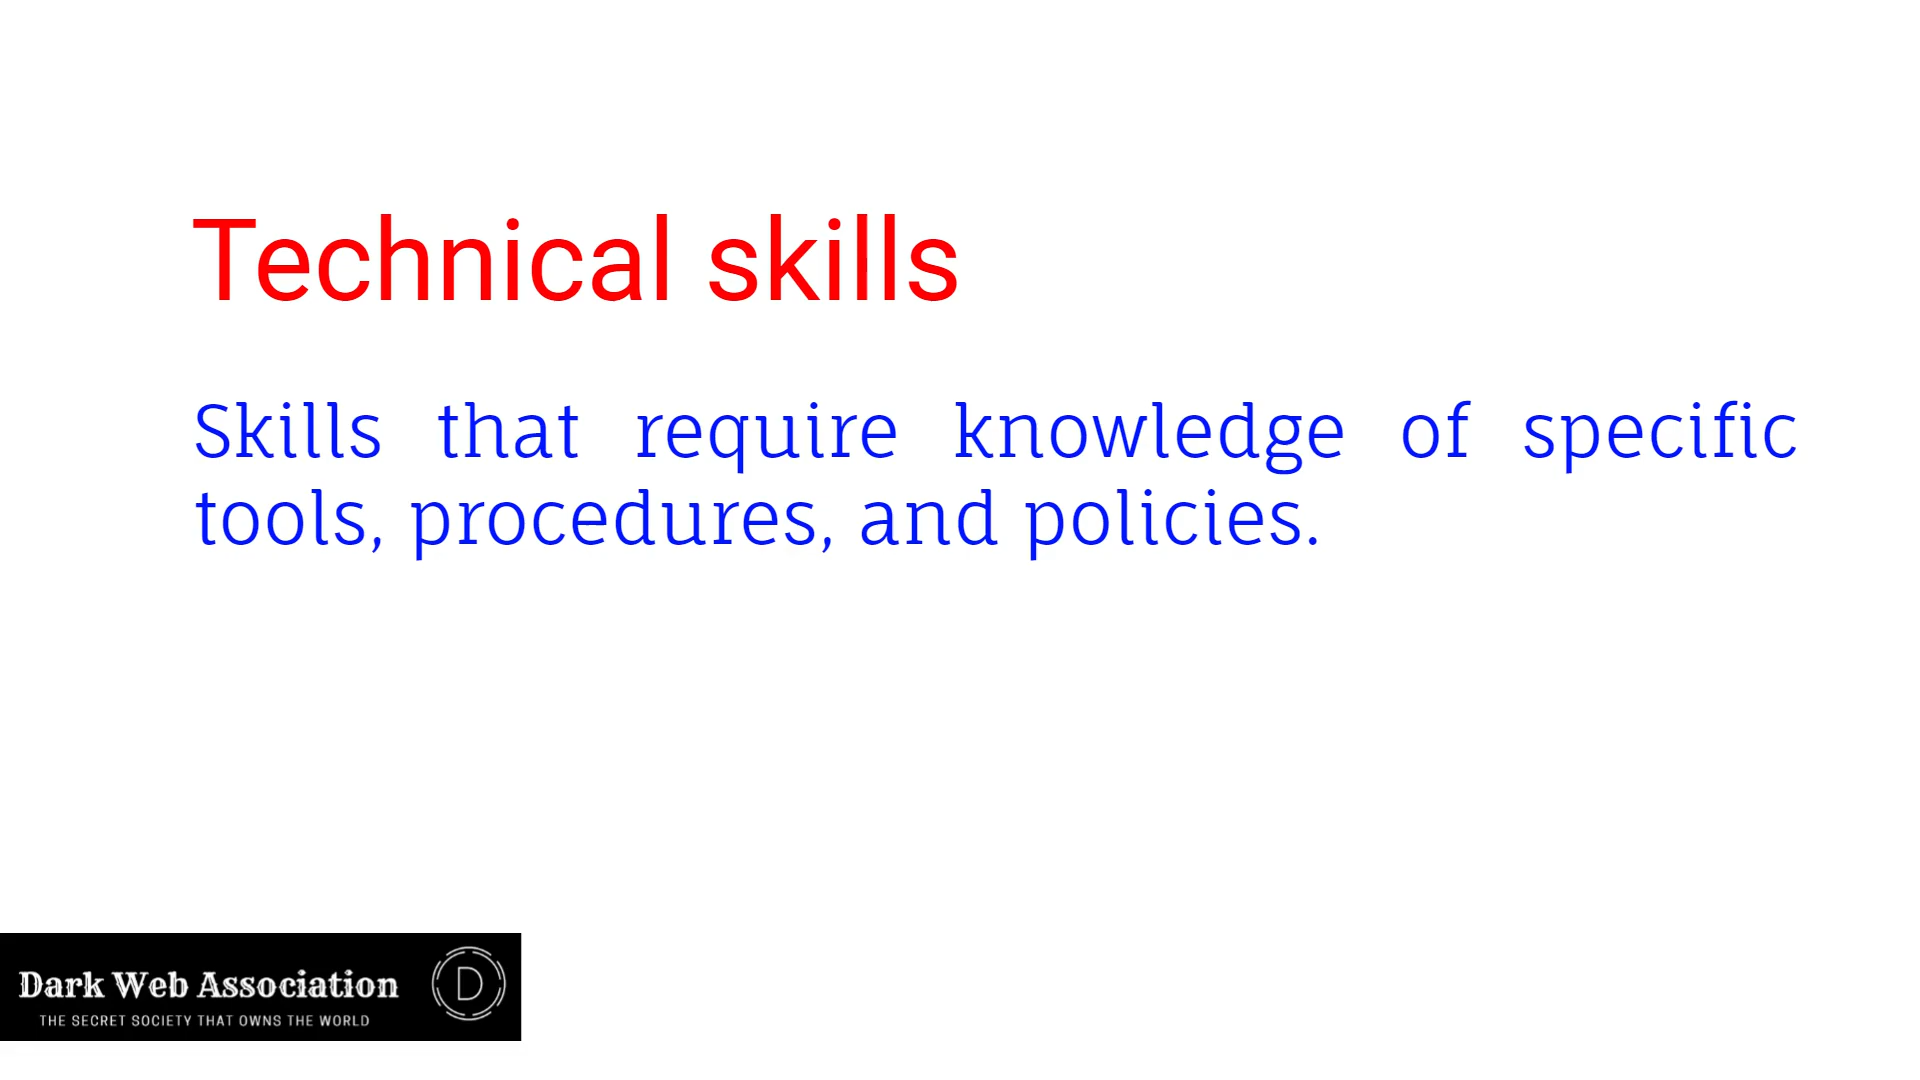 Technical skills
Skills that require knowledge of specific
tools, procedures, and policies.
Dark Web Association
THE SECRET SOCIETY THAT OWNS THE WORLD
D